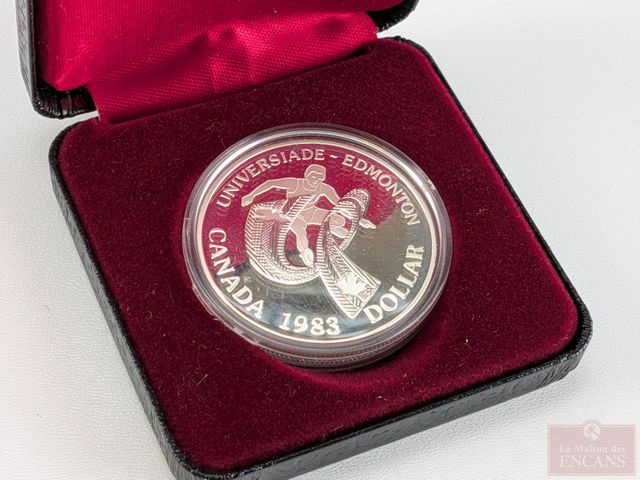 UNIVERSIADE - EDMONTON
CANADA 1983 DOLLAR
La Maison des
ENCANS